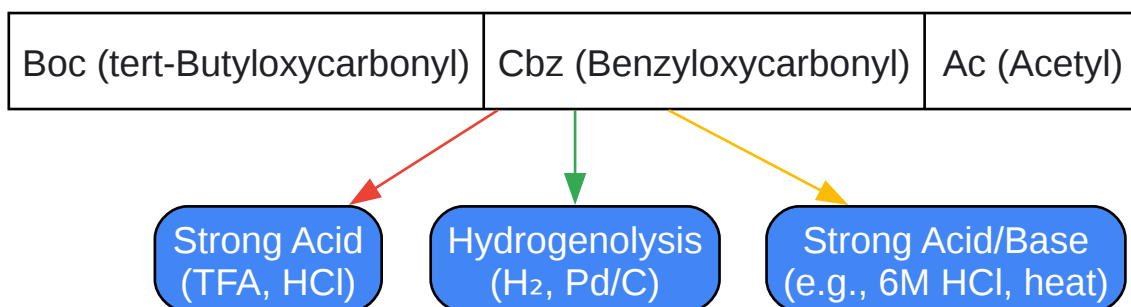 Boc (tert-Butyloxycarbonyl) Cbz (Benzyloxycarbonyl) Ac (Acetyl)
Strong Acid
(TFA, HCl)
Hydrogenolysis
(H₂, Pd/C)
Strong Acid/Base
(e.g., 6M HCl, heat)